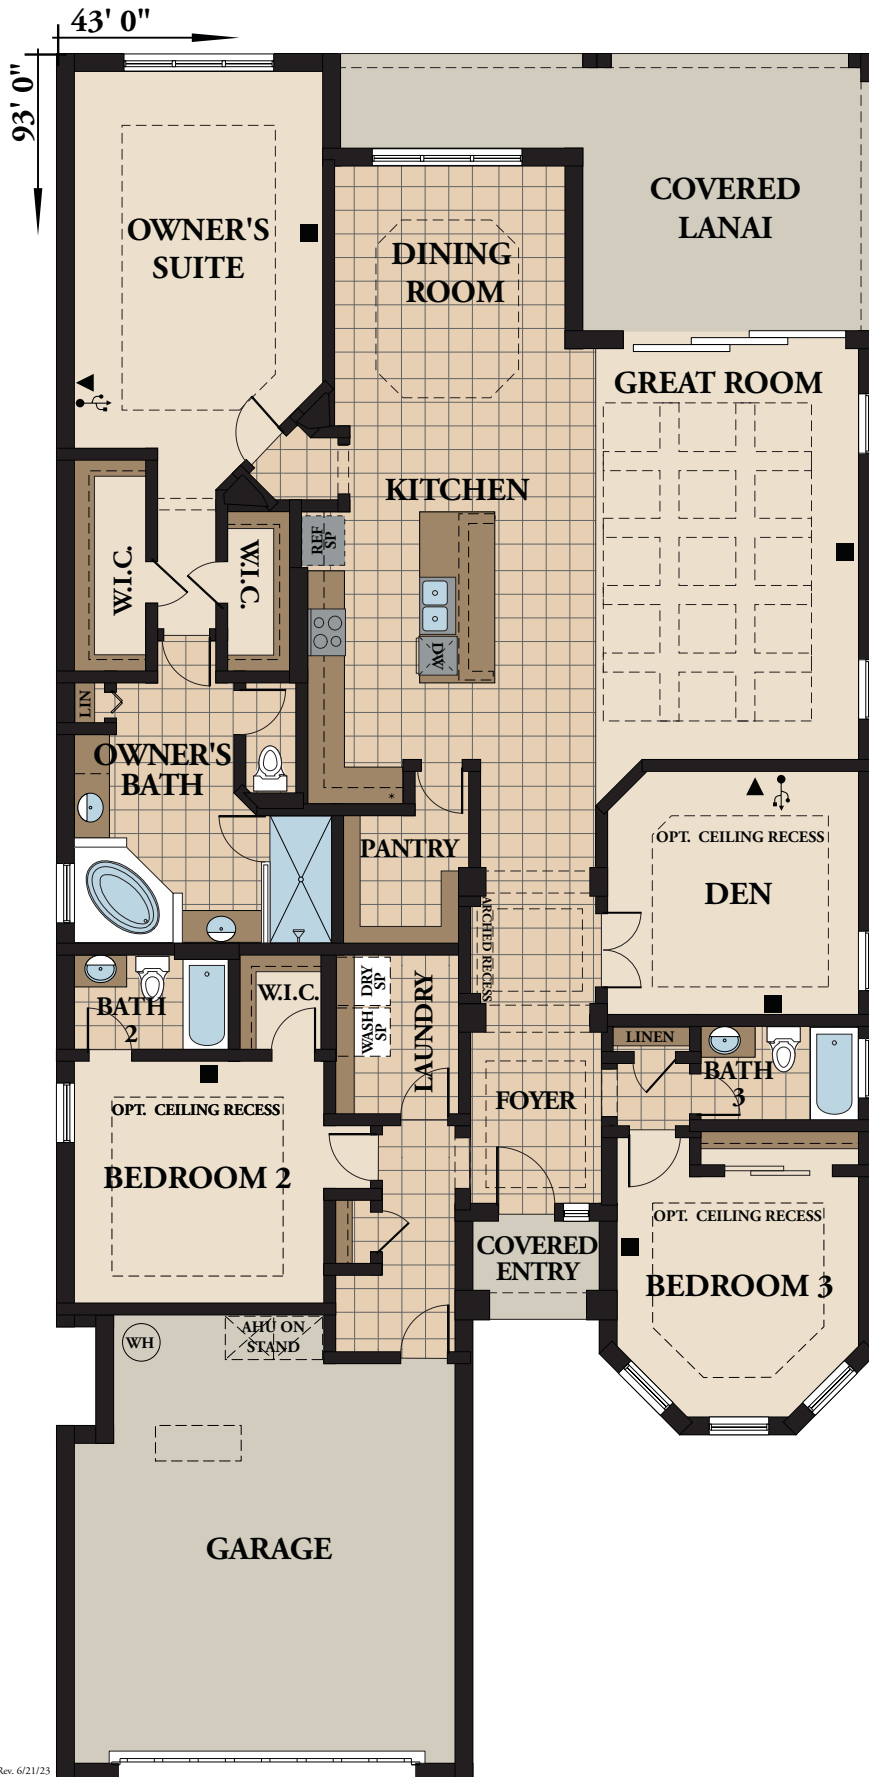 43' 0"
93' 0"
OWNER'S
SUITE
COVERED
LANAI
DINING
ROOM
GREAT ROOM
KITCHEN
REF
SP
W.I.C.
W.I.C.
DW
LIN
OWNER'S
BATH
*
PANTRY
OPT. CEILING RECESS
DEN
ARCHED RECESS
DRY
SP
WASH
SP
LAUNDRY
W.I.C.
BATH
2
LINEN
BATH
3
FOYER
OPT. CEILING RECESS
BEDROOM 2
OPT. CEILING RECESS
COVERED
ENTRY
BEDROOM 3
WH
AHU ON
STAND
GARAGE
Rev. 6/21/23